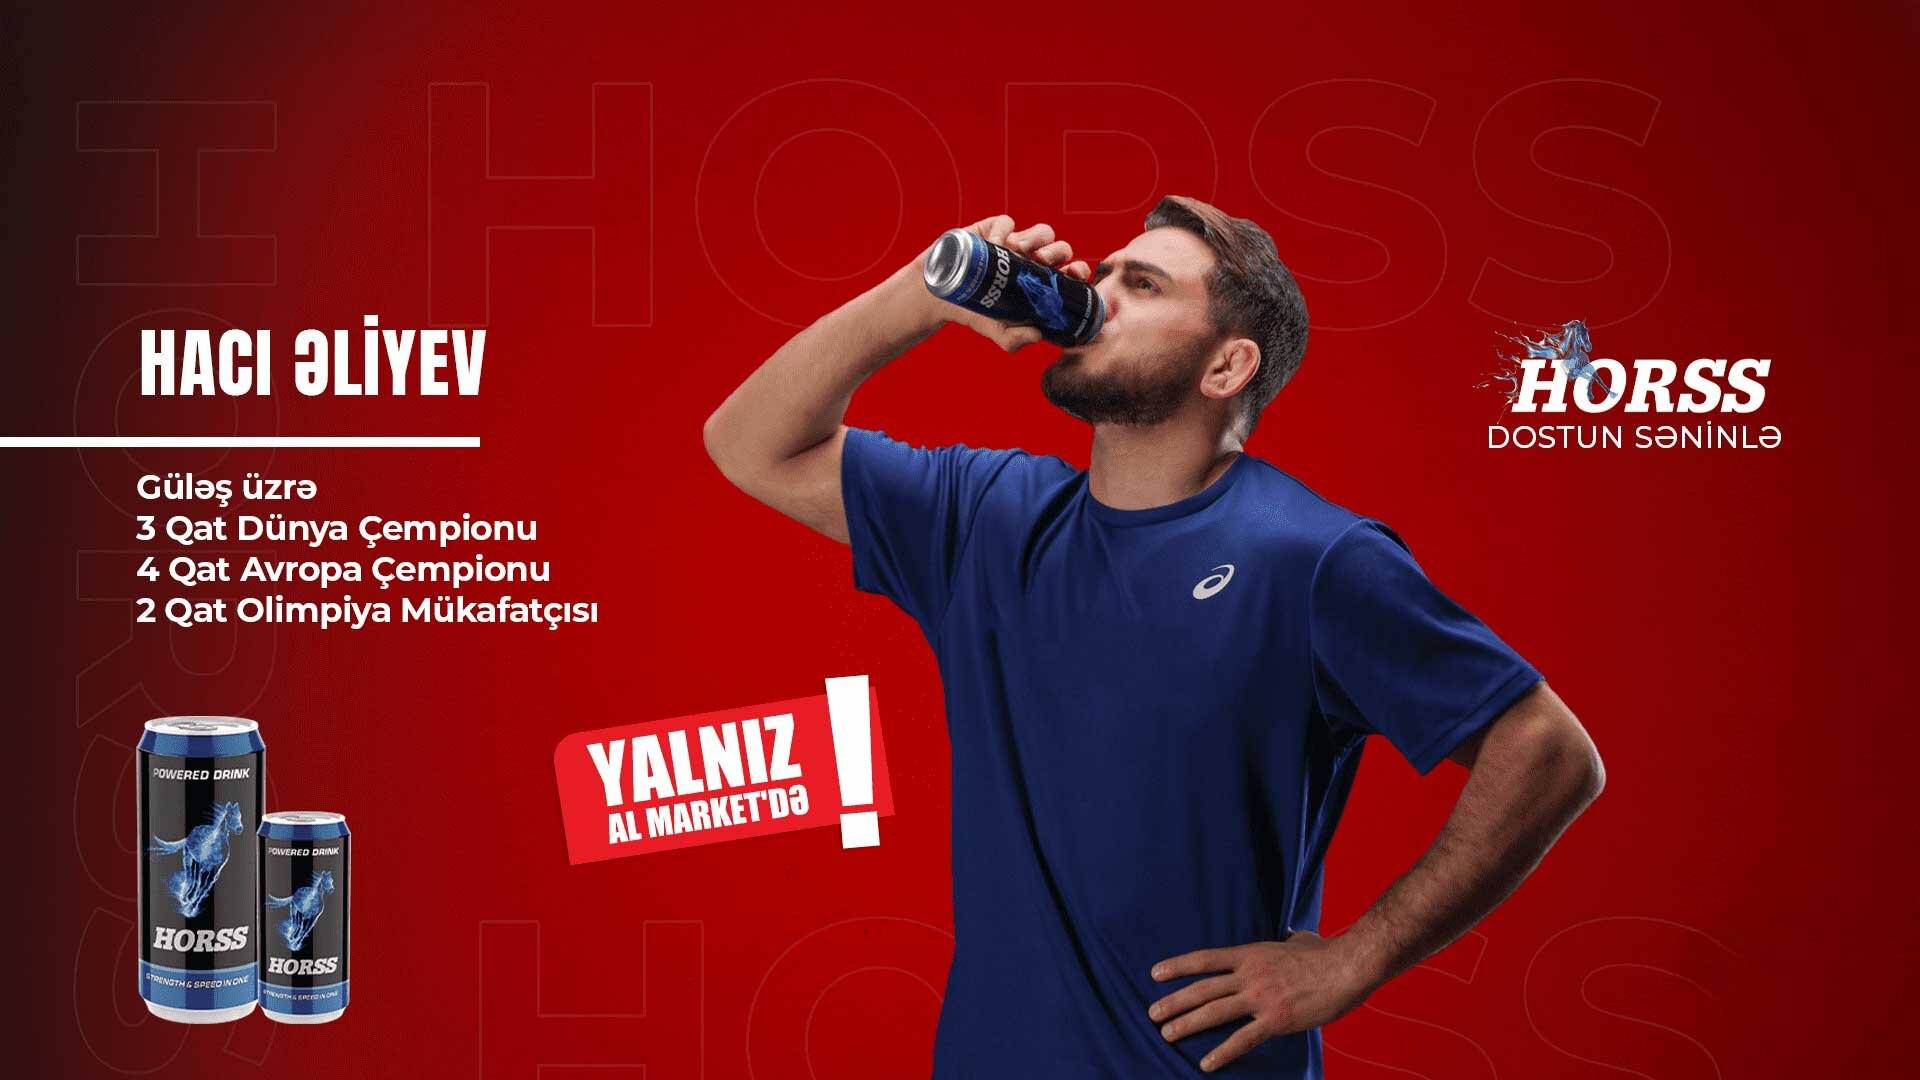 HORSS
HORSS
HACI ƏLİYEV
Güləş üzrə
3 Qat Dünya Çempionu
4 Qat Avropa Çempionu
2 Qat Olimpiya Mükafatçısı
HORSS
HORSS
DOSTUN SƏNİNLƏ
YALNIZ!
AL MARKET'DƏ
POWERED DRINK
HORSS
STRENGTH & SPEED IN ONE
POWERED DRINK
HORSS
STRENGTH & SPEED IN ONE